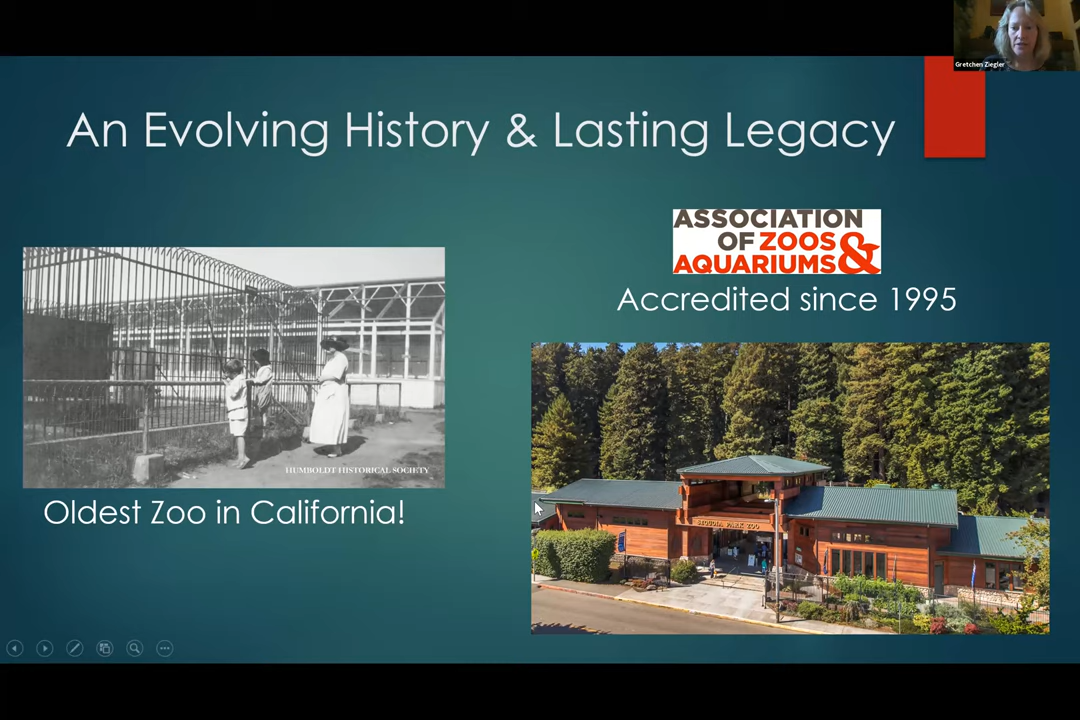 Gretchen Ziegler
An Evolving History & Lasting Legacy
ASSOCIATION
OF ZOOS &
AQUARIUMS
Accredited since 1995
HUMBOLDT HISTORICAL SOCIETY
Oldest Zoo in California!
SEQUOIA PARK ZOO